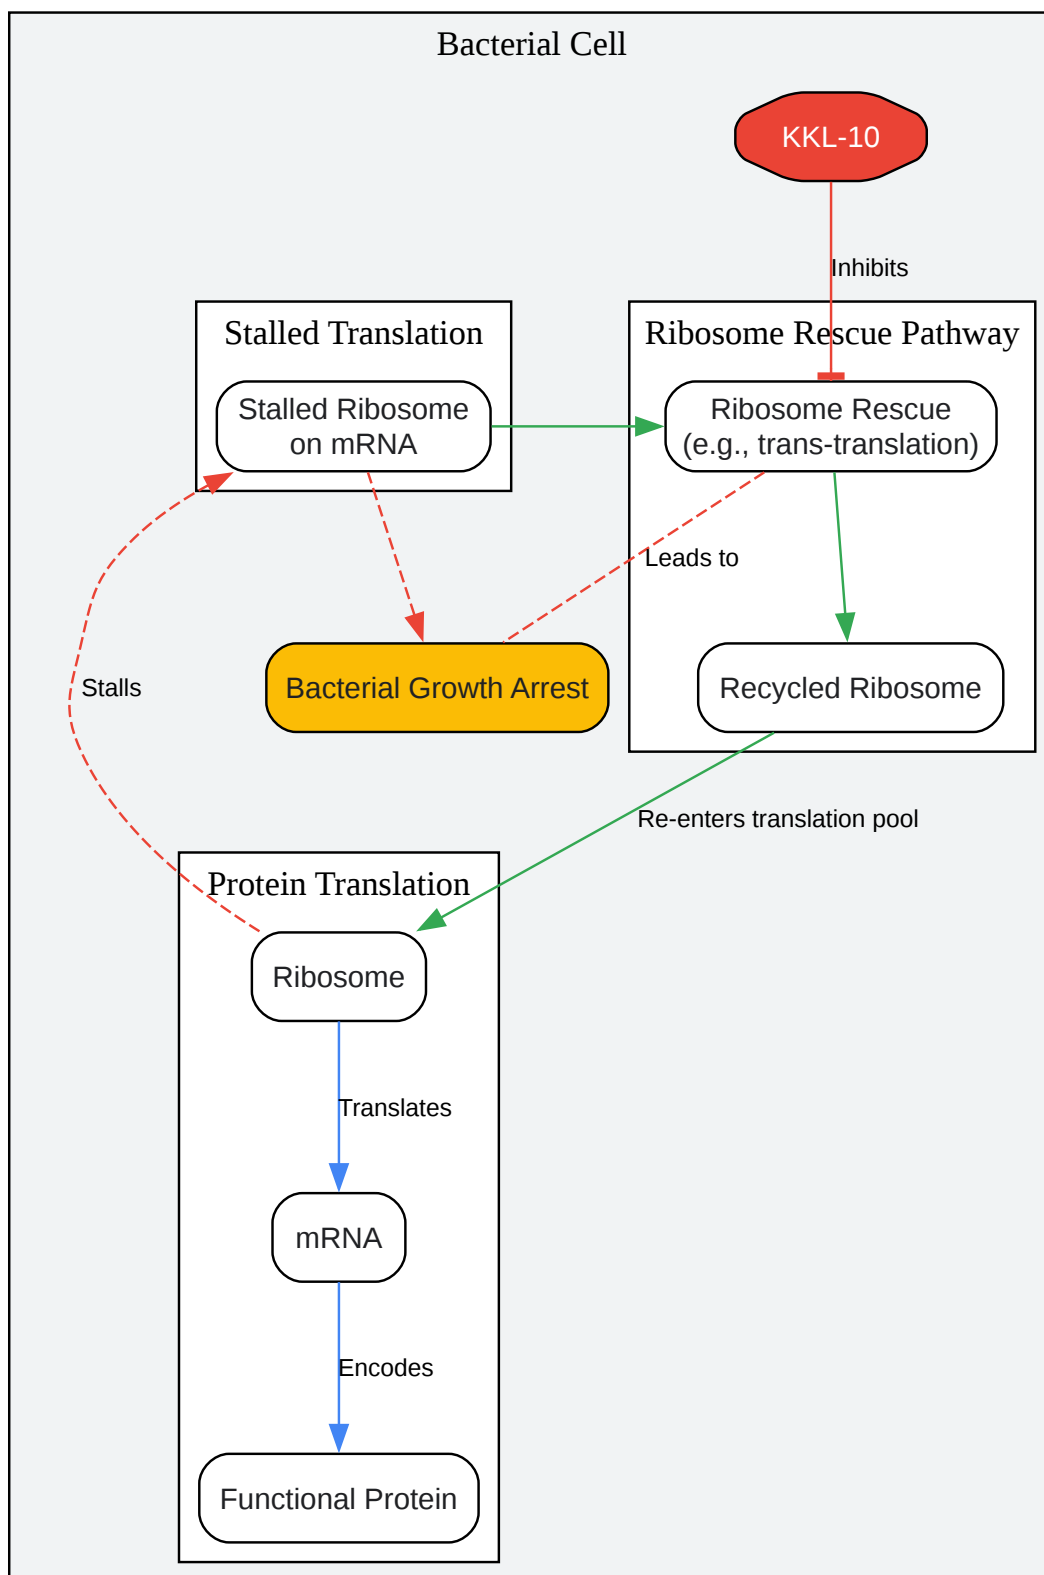 Bacterial Cell
KKL-10
Inhibits
Stalled Translation
Ribosome Rescue Pathway
Stalled Ribosome
on mRNA
Ribosome Rescue
(e.g., trans-translation)
Leads to
Stalls
Bacterial Growth Arrest
Recycled Ribosome
Re-enters translation pool
Protein Translation
Ribosome
Translates
mRNA
Encodes
Functional Protein